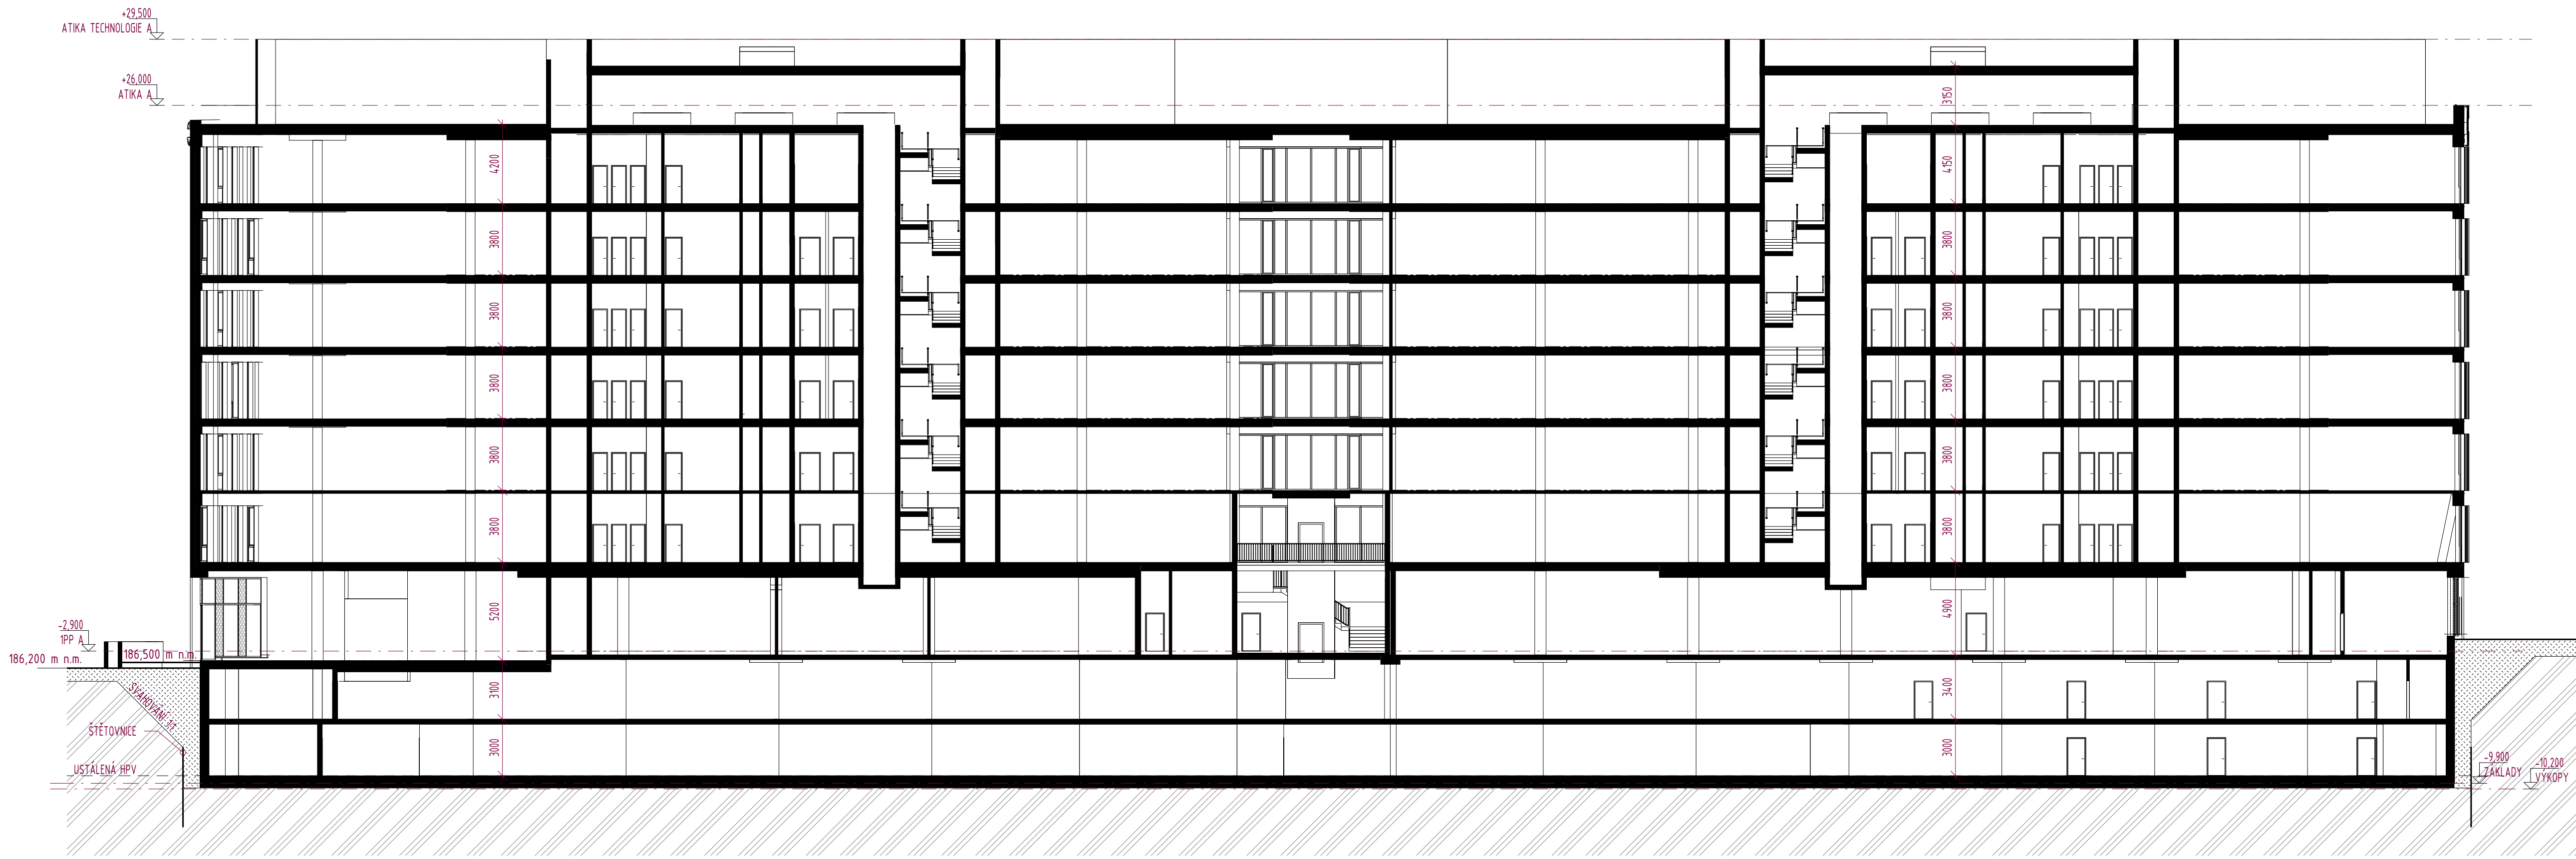 +29,500
ATIKA TECHNOLOGIE A
+26,000
ATIKA A
3150
4200
4150
3800
3800
3800
3800
3800
3800
3800
3800
3800
3800
5200
4900
-2,900
1PP A
186,200 m n.m.
186,500 m n.m.
SVAHOVÁNÍ 1:1
3100
3400
ŠTĚTOVNICE
3000
3000
USTÁLENÁ HPV
-9,900
ZÁKLADY
-10,200
VÝKOPY